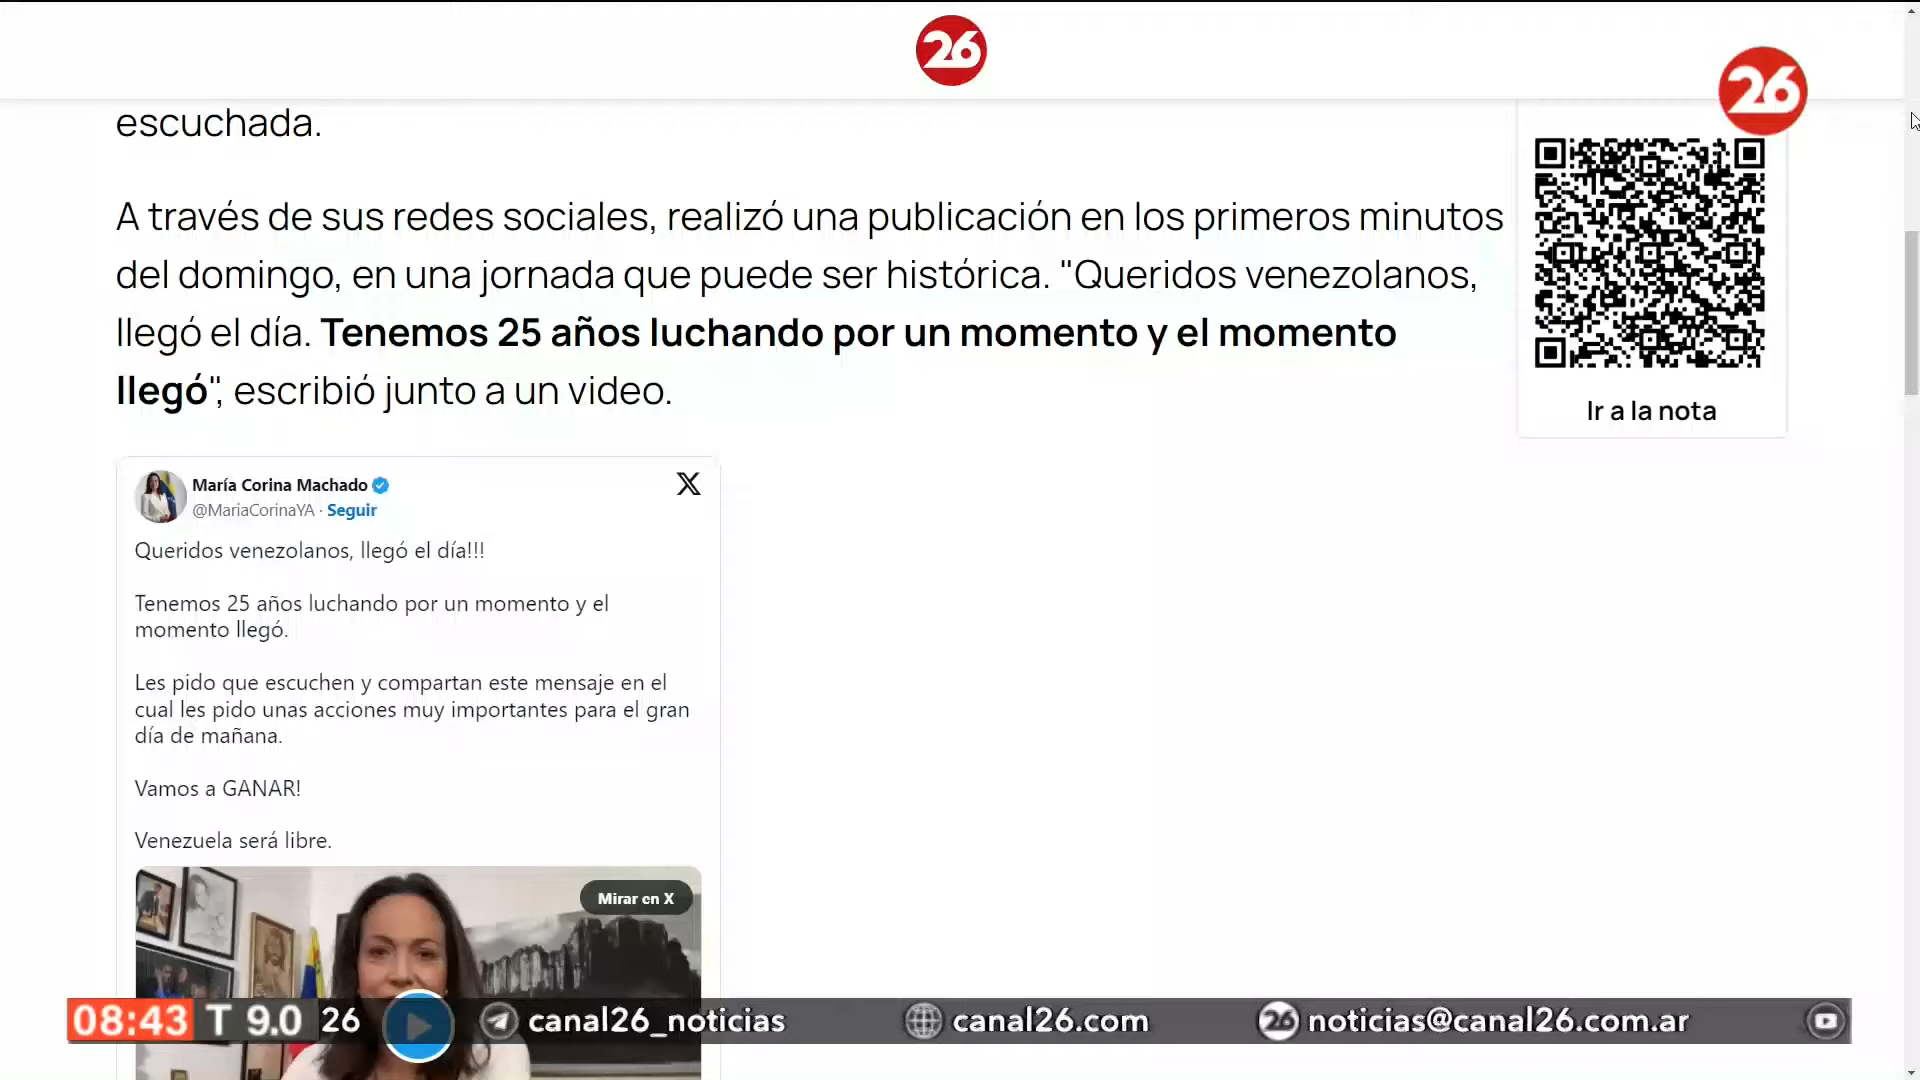 26
26
escuchada.
A través de sus redes sociales, realizó una publicación en los primeros minutos
del domingo, en una jornada que puede ser histórica. "Queridos venezolanos,
llegó el día. Tenemos 25 años luchando por un momento y el momento
llegó", escribió junto a un video.
Ir a la nota
María Corina Machado
@MariaCorinaYA · Seguir
Queridos venezolanos, llegó el día!!!
Tenemos 25 años luchando por un momento y el
momento llegó.
Les pido que escuchen y compartan este mensaje en el
cual les pido unas acciones muy importantes para el gran
día de mañana.
Vamos a GANAR!
Venezuela será libre.
Mirar en X
08:43 T 9.0 26 canal26_noticias canal26.com 26 noticias@canal26.com.ar